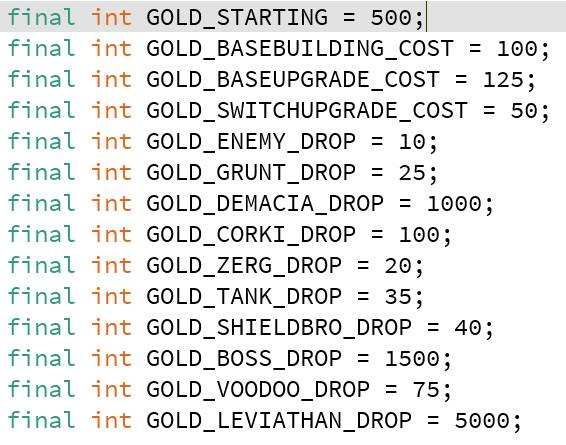 final int GOLD_STARTING = 500;
final int GOLD_BASEBUILDING_COST = 100;
final int GOLD_BASEUPGRADE_COST = 125;
final int GOLD_SWITCHUPGRADE_COST = 50;
final int GOLD_ENEMY_DROP = 10;
final int GOLD_GRUNT_DROP = 25;
final int GOLD_DEMACIA_DROP = 1000;
final int GOLD_CORKI_DROP = 100;
final int GOLD_ZERG_DROP = 20;
final int GOLD_TANK_DROP = 35;
final int GOLD_SHIELDBRO_DROP = 40;
final int GOLD_BOSS_DROP = 1500;
final int GOLD_VOODOO_DROP = 75;
final int GOLD_LEVIATHAN_DROP = 5000;